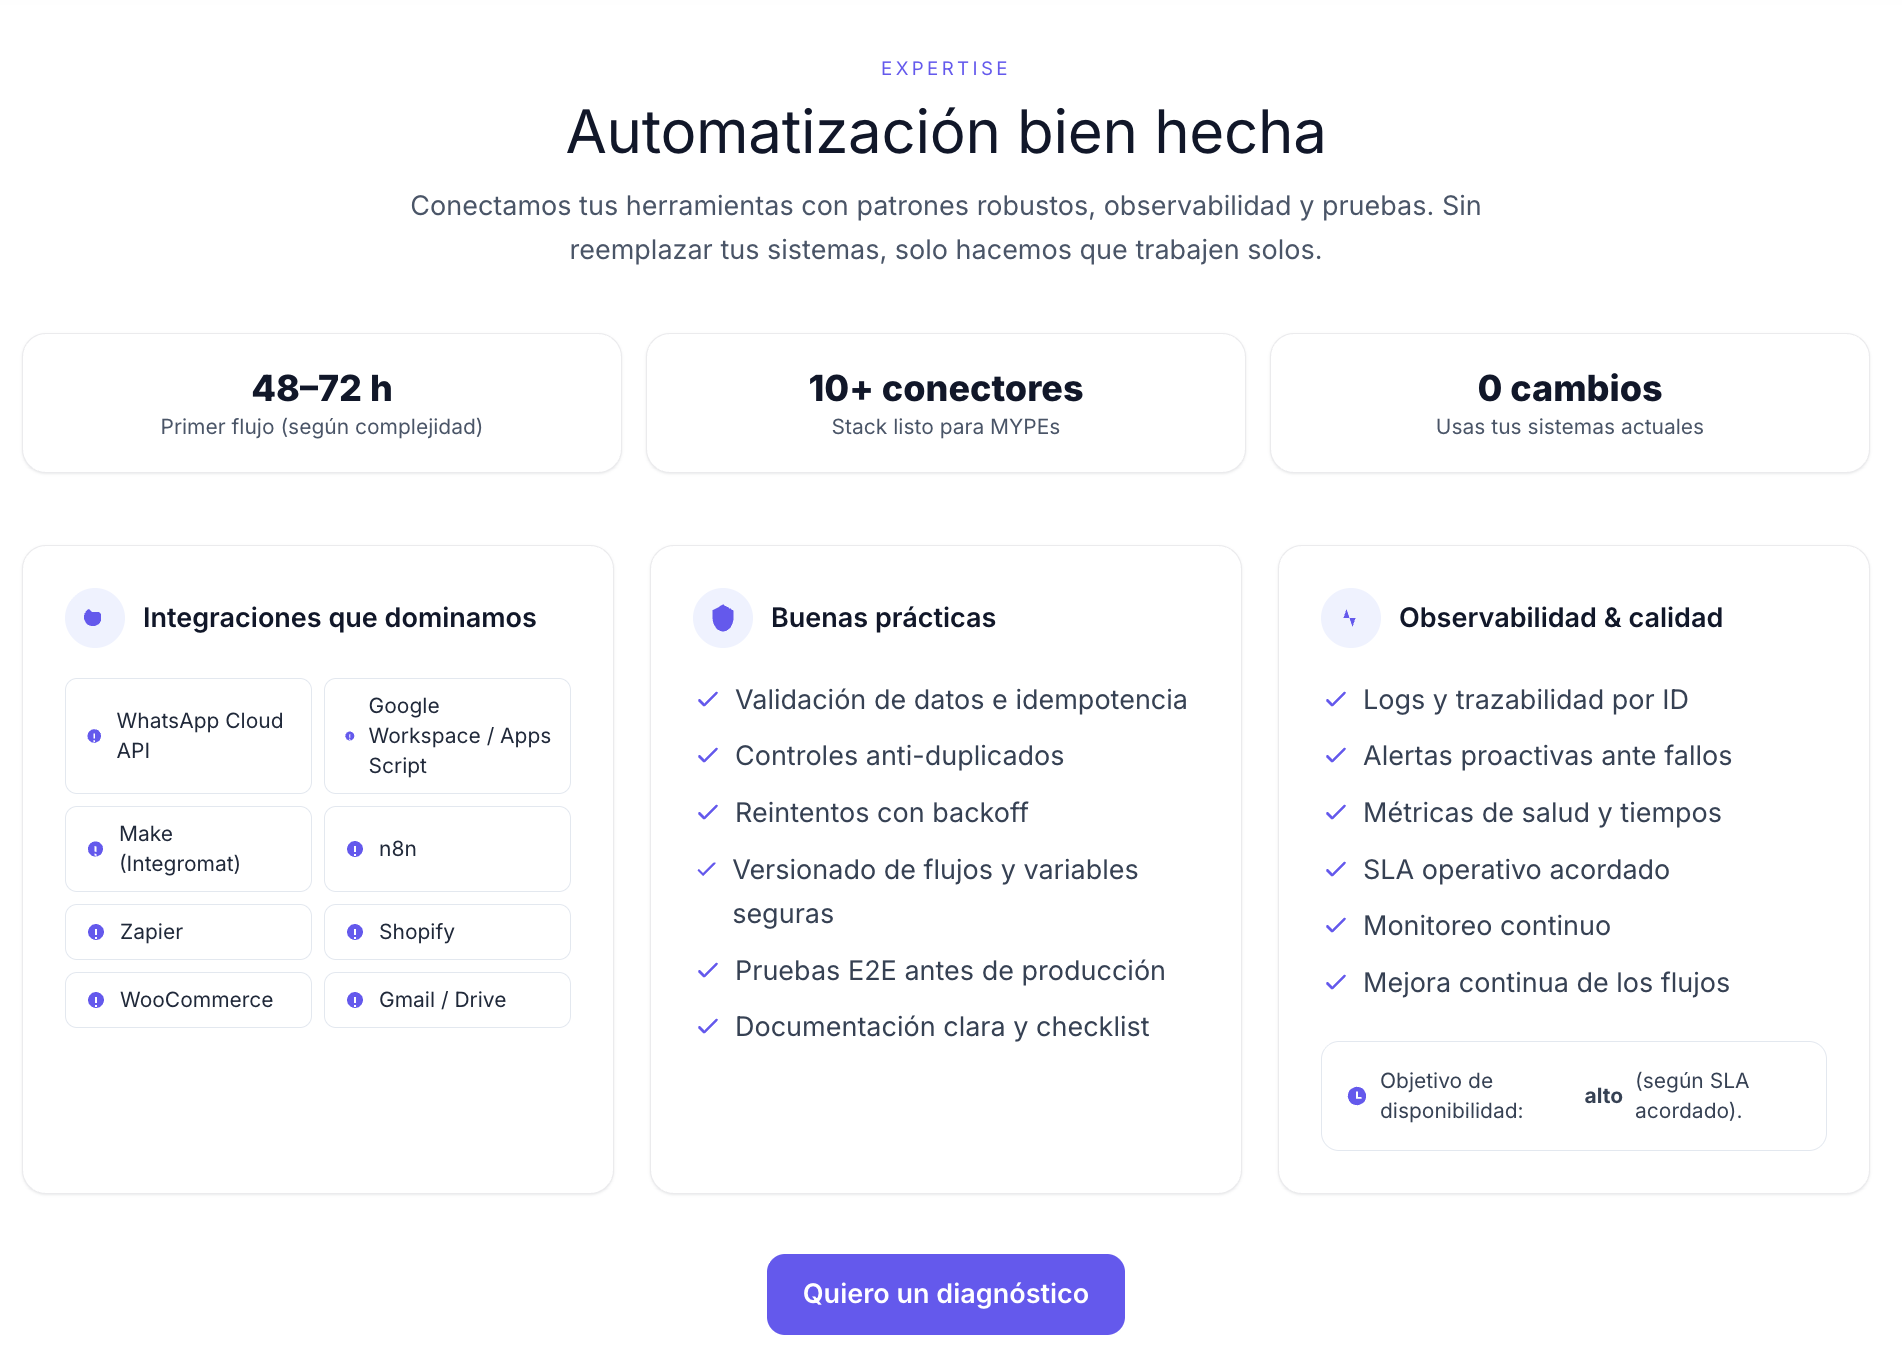 EXPERTISE
Automatización bien hecha
Conectamos tus herramientas con patrones robustos, observabilidad y pruebas. Sin
reemplazar tus sistemas, solo hacemos que trabajen solos.
48–72 h
Primer flujo (según complejidad)
10+ conectores
Stack listo para MYPEs
0 cambios
Usas tus sistemas actuales
Integraciones que dominamos
WhatsApp Cloud
API
Google
Workspace / Apps
Script
Make
(Integromat)
n8n
Zapier
Shopify
WooCommerce
Gmail / Drive
Buenas prácticas
Validación de datos e idempotencia
Controles anti-duplicados
Reintentos con backoff
Versionado de flujos y variables
seguras
Pruebas E2E antes de producción
Documentación clara y checklist
Observabilidad & calidad
Logs y trazabilidad por ID
Alertas proactivas ante fallos
Métricas de salud y tiempos
SLA operativo acordado
Monitoreo continuo
Mejora continua de los flujos
Objetivo de
disponibilidad:
alto
(según SLA
acordado).
Quiero un diagnóstico